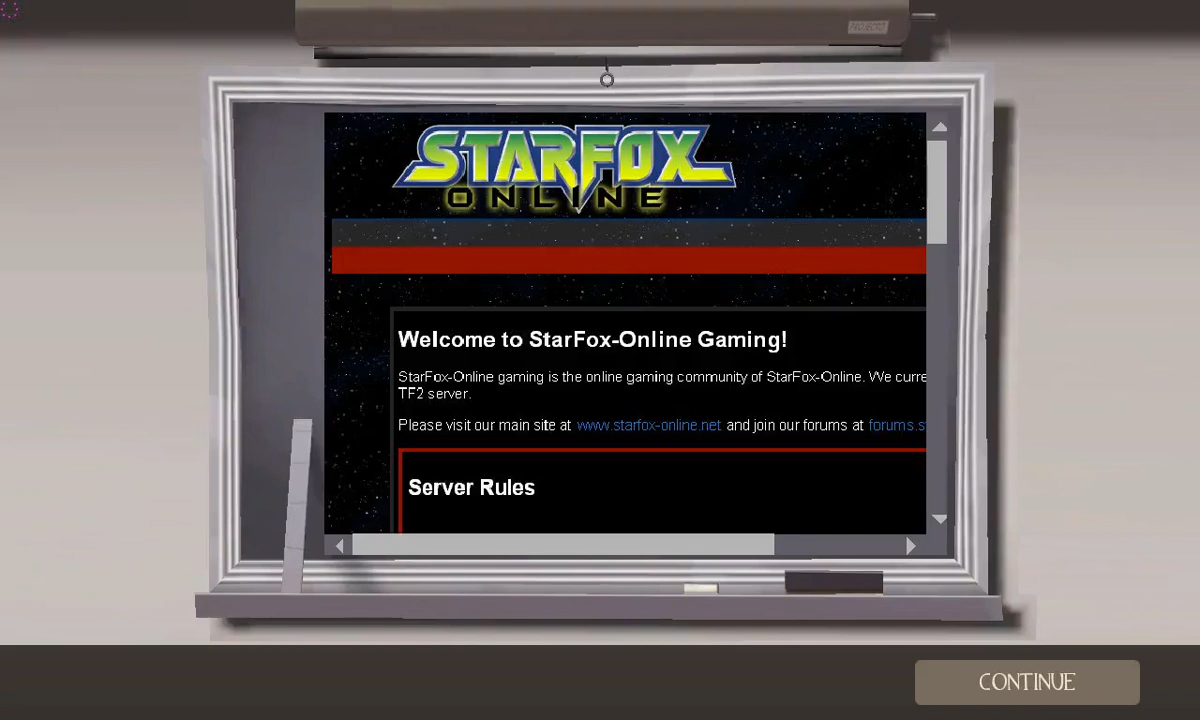 PROJECTO
STARFOX
ONLINE
Welcome to StarFox-Online Gaming!
StarFox-Online gaming is the online gaming community of StarFox-Online. We curre
TF2 server.
Please visit our main site at www.starfox-online.net and join our forums at forums.s
Server Rules
CONTINUE